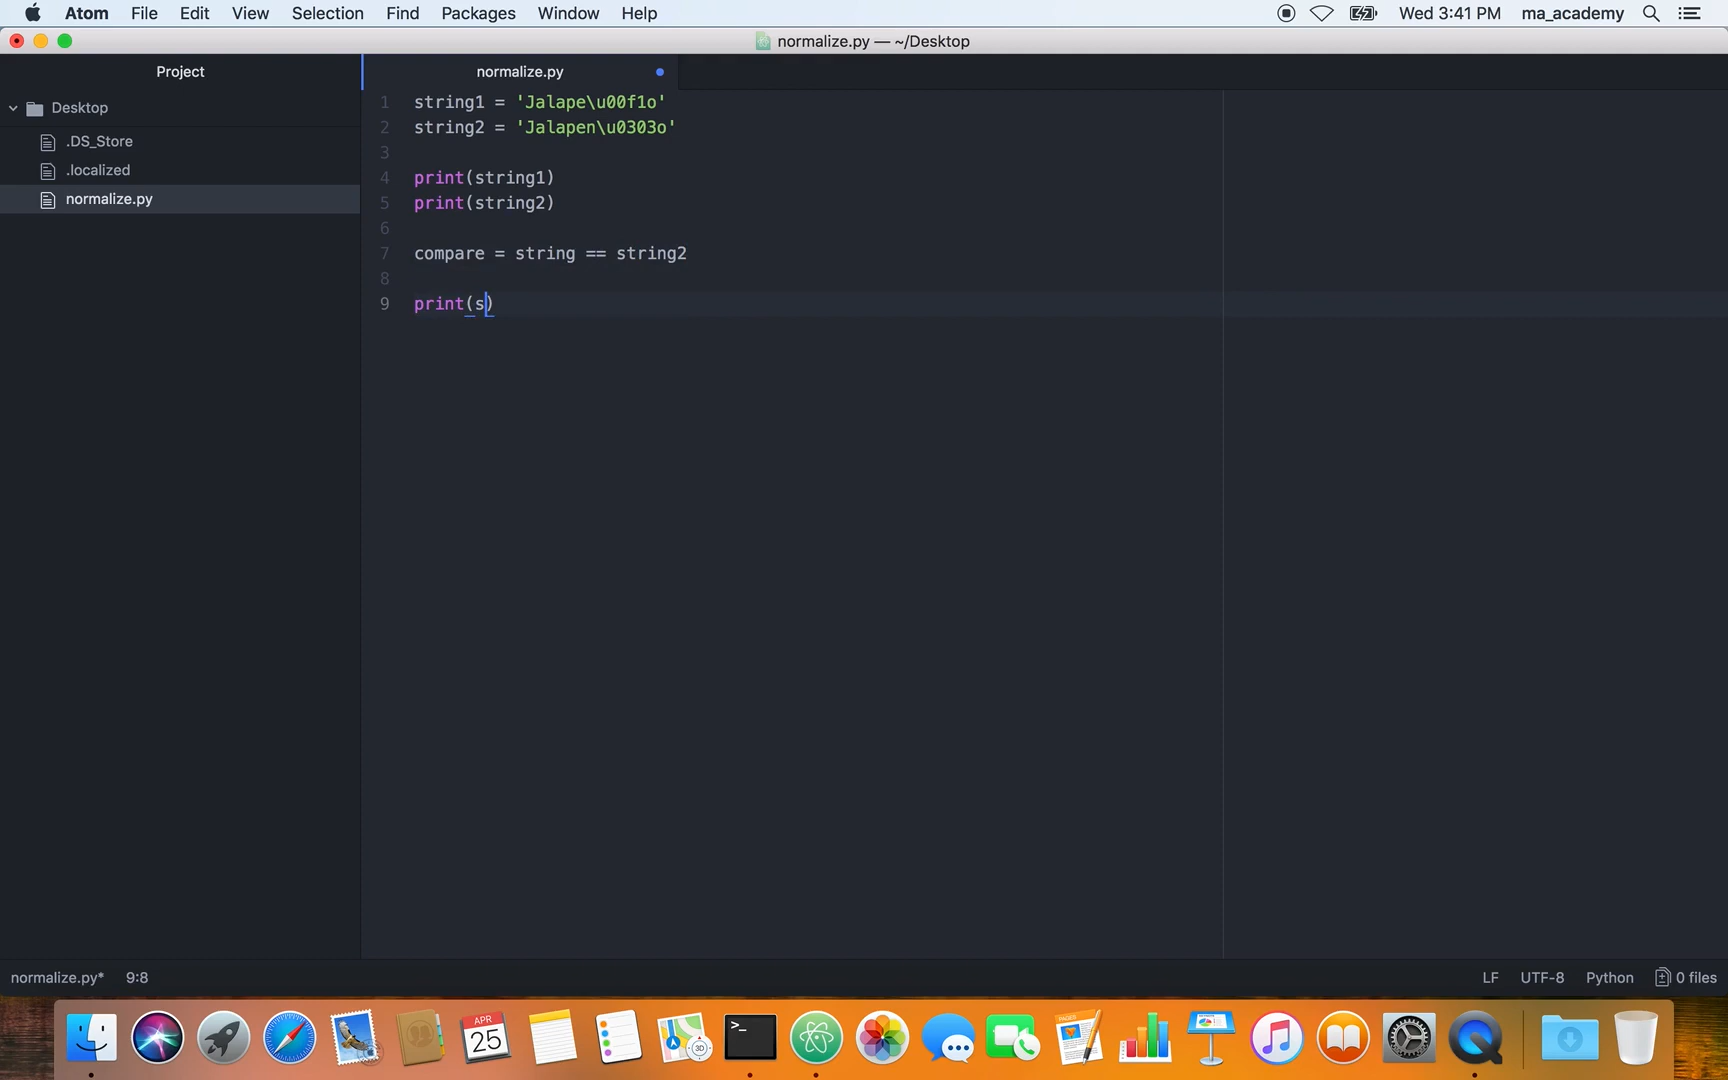 Atom File Edit View Selection Find Packages Window Help Wed 3:41 PM ma_academy
normalize.py — ~/Desktop
Project
normalize.py
Desktop
.DS_Store
.localized
normalize.py
1 string1 = 'Jalape\u00f1o'
2 string2 = 'Jalapen\u0303o'
3
4 print(string1)
5 print(string2)
6
7 compare = string == string2
8
9 print(s)
normalize.py* 9:8 LF UTF-8 Python 0 files
APR
25
3D
>_
PAGES